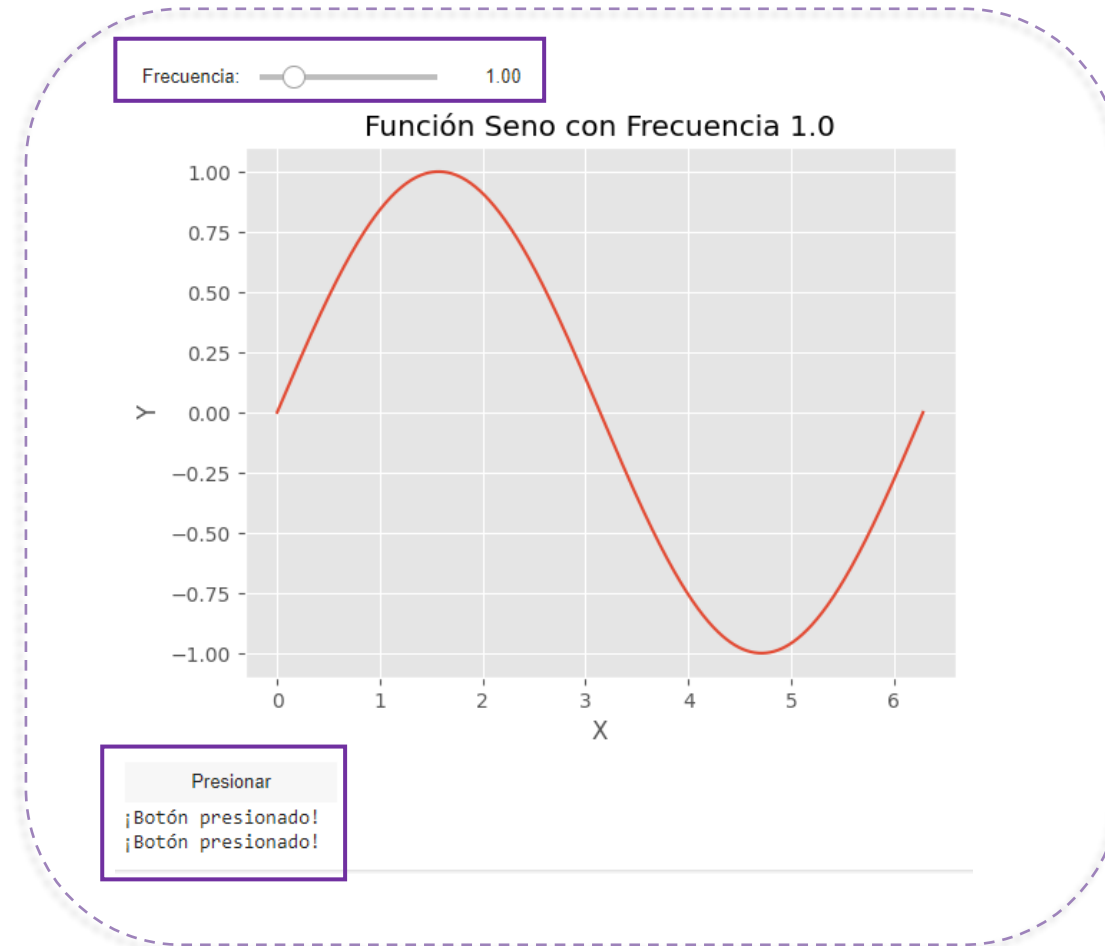 Frecuencia: 1.00
Función Seno con Frecuencia 1.0
1.00
0.75
0.50
0.25
0.00
−0.25
−0.50
−0.75
−1.00
Y
0 1 2 3 4 5 6
X
Presionar
¡Botón presionado!
¡Botón presionado!